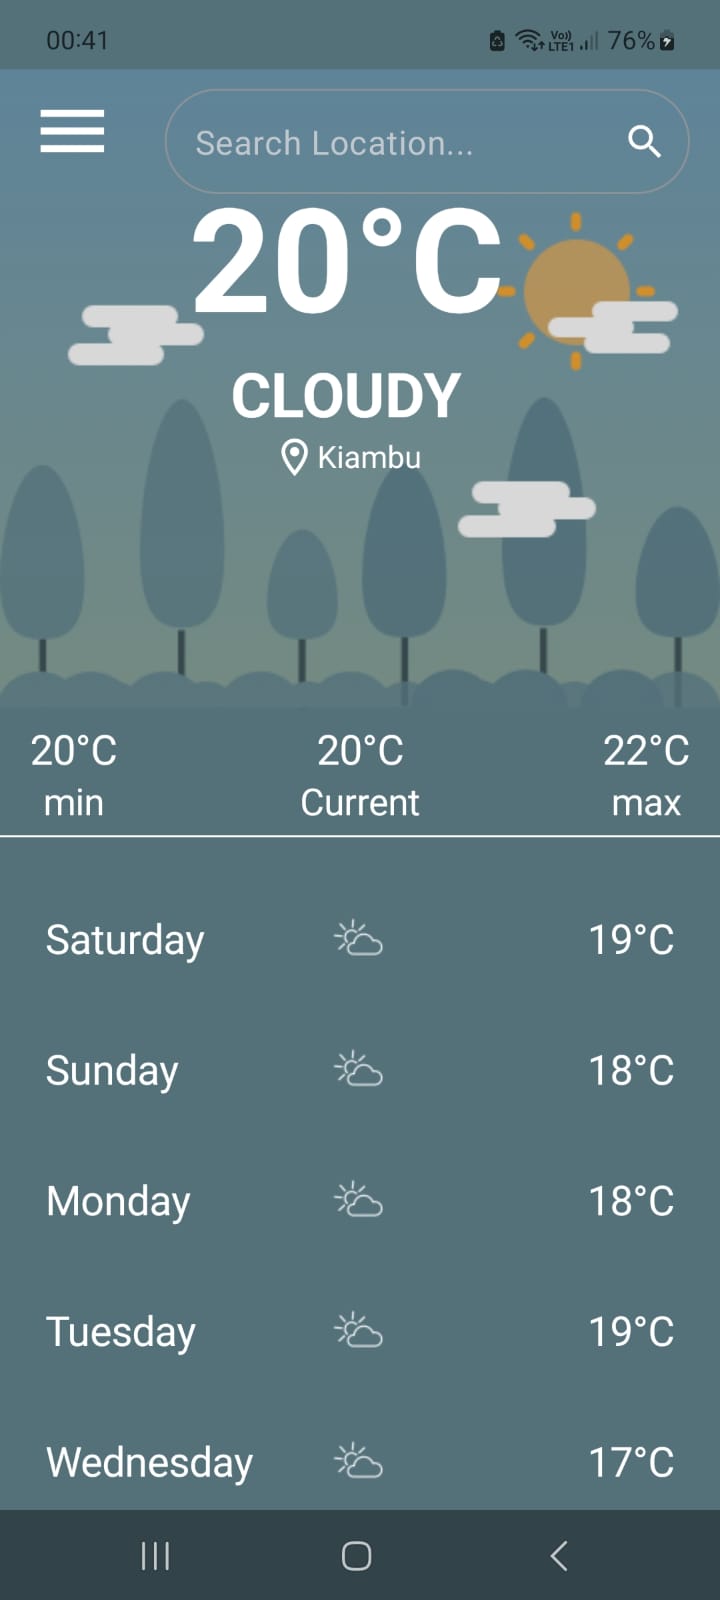 00:41
Vo)) LTE1 76%
Search Location...
20°C
CLOUDY
Kiambu
20°C 20°C 22°C
min Current max
Saturday 19°C
Sunday 18°C
Monday 18°C
Tuesday 19°C
Wednesday 17°C